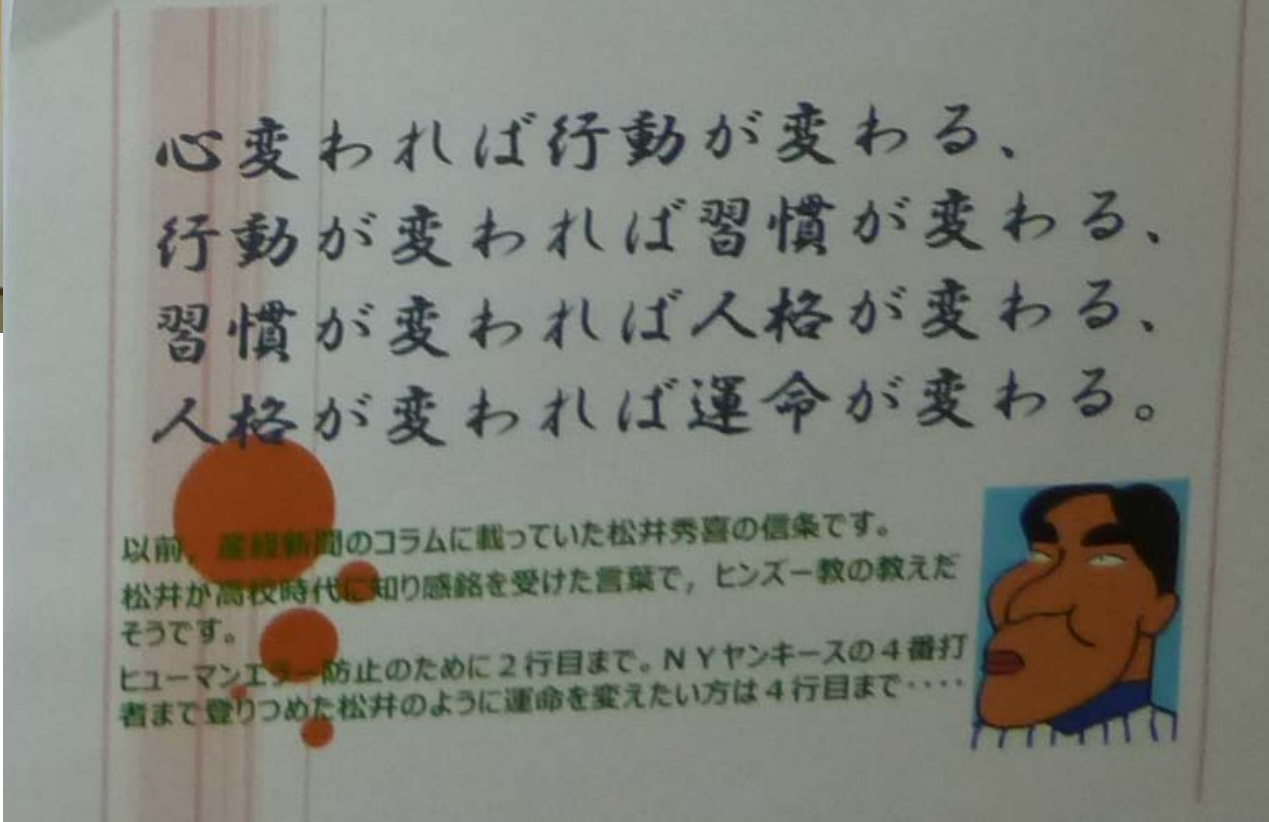 心変われば行動が変わる、
行動が変われば習慣が変わる、
習慣が変われば人格が変わる、
人格が変われば運命が変わる。
以前，産経新聞のコラムに載っていた松井秀喜の信条です。
松井が高校時代に知り感銘を受けた言葉で，ヒンズー教の教えだ
そうです。
ヒューマンエラー防止のために２行目まで。ＮＹヤンキースの４番打
者まで登りつめた松井のように運命を変えたい方は４行目まで・・・・